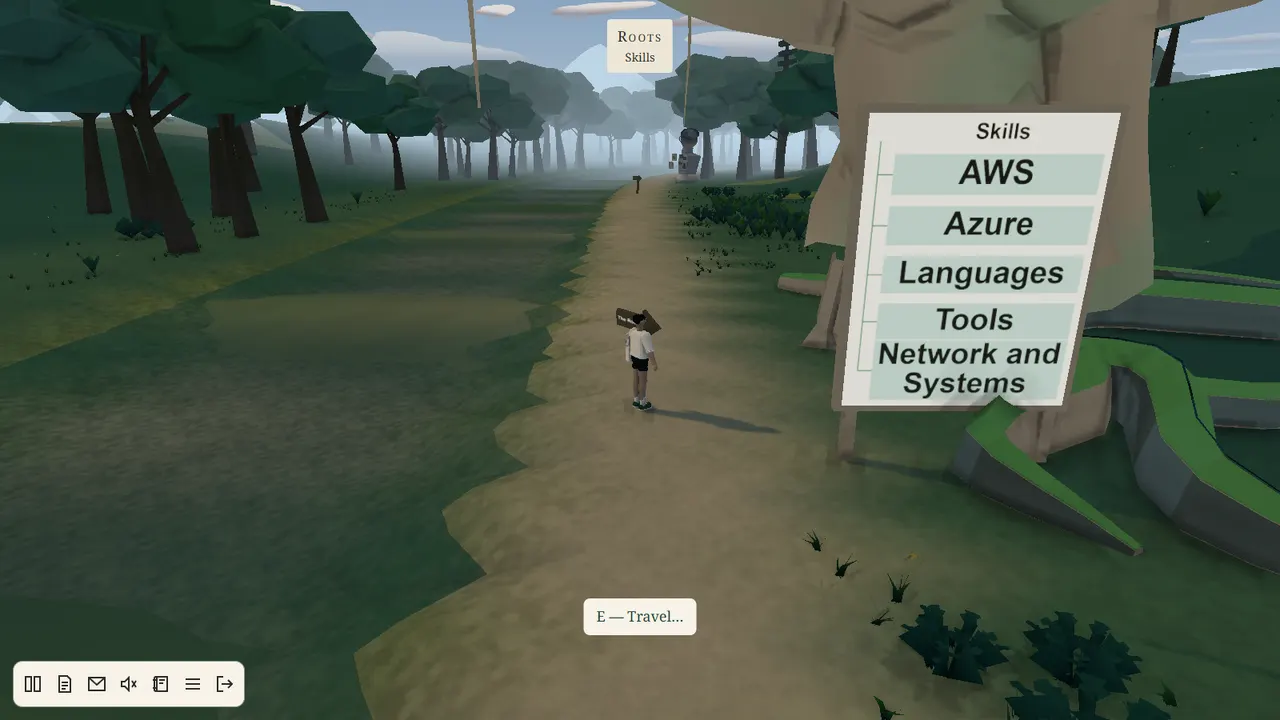 ROOTS
Skills
Skills
AWS
Azure
Languages
Tools
Network and
Systems
E — Travel...